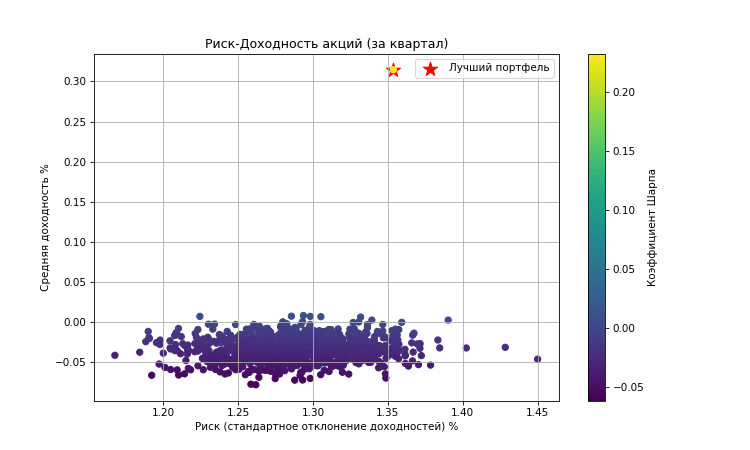 Риск-Доходность акций (за квартал)
Лучший портфель
0.30
0.25
0.20
0.15
0.10
0.05
0.00
−0.05
Средняя доходность %
1.20 1.25 1.30 1.35 1.40 1.45
Риск (стандартное отклонение доходностей) %
0.20
0.15
0.10
0.05
0.00
−0.05
Коэффициент Шарпа